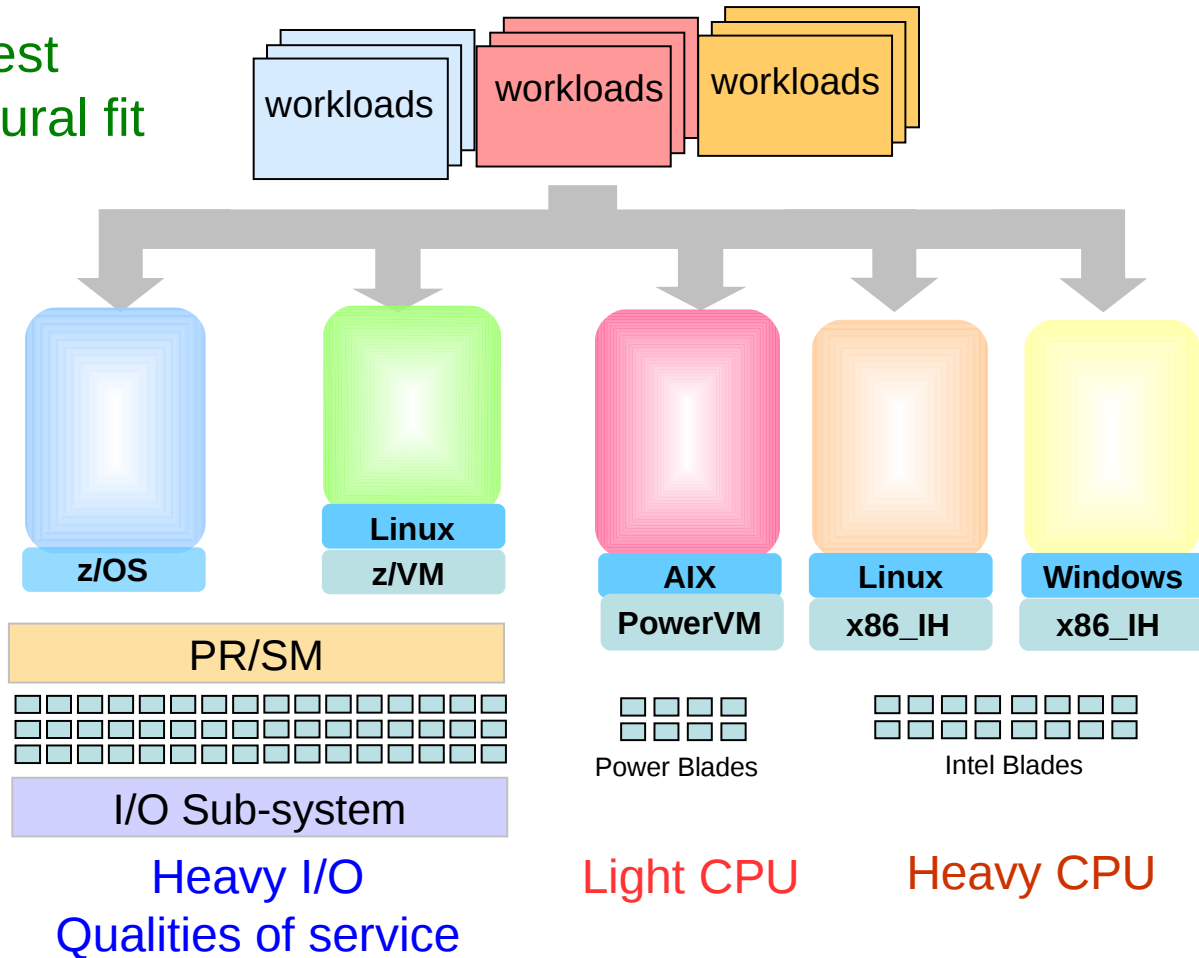 est
ural fit
workloads
workloads
workloads
z/OS
Linux
z/VM
AIX
PowerVM
Linux
x86_IH
Windows
x86_IH
PR/SM
I/O Sub-system
Power Blades
Intel Blades
Heavy I/O
Qualities of service
Light CPU
Heavy CPU